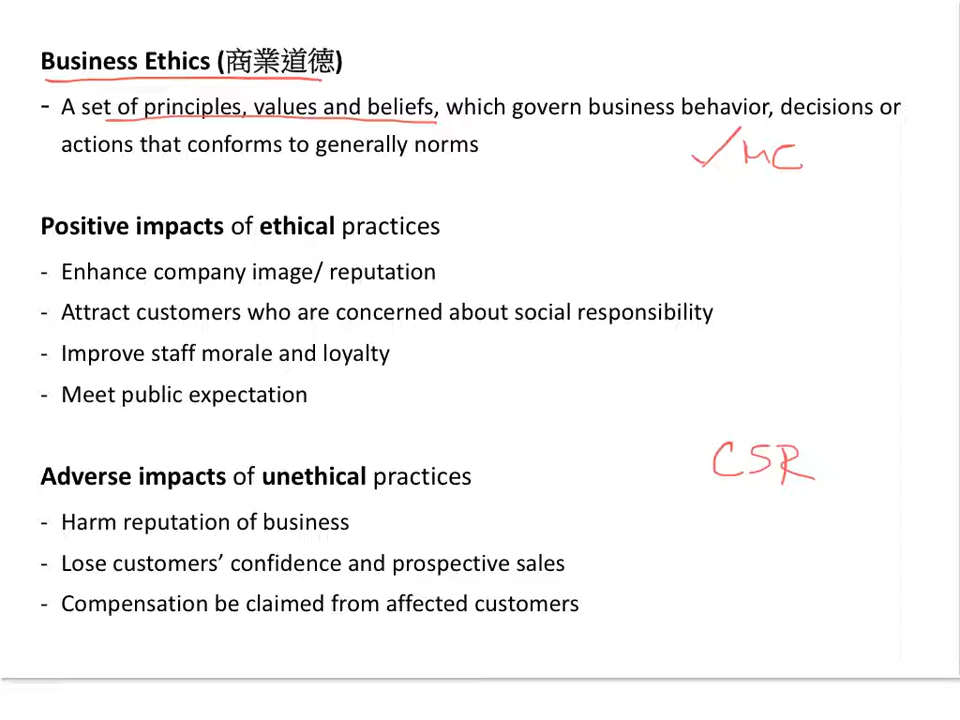 Business Ethics (商業道德)
- A set of principles, values and beliefs, which govern business behavior, decisions or
actions that conforms to generally norms
✓ MC
Positive impacts of ethical practices
- Enhance company image/ reputation
- Attract customers who are concerned about social responsibility
- Improve staff morale and loyalty
- Meet public expectation
CSR
Adverse impacts of unethical practices
- Harm reputation of business
- Lose customers’ confidence and prospective sales
- Compensation be claimed from affected customers